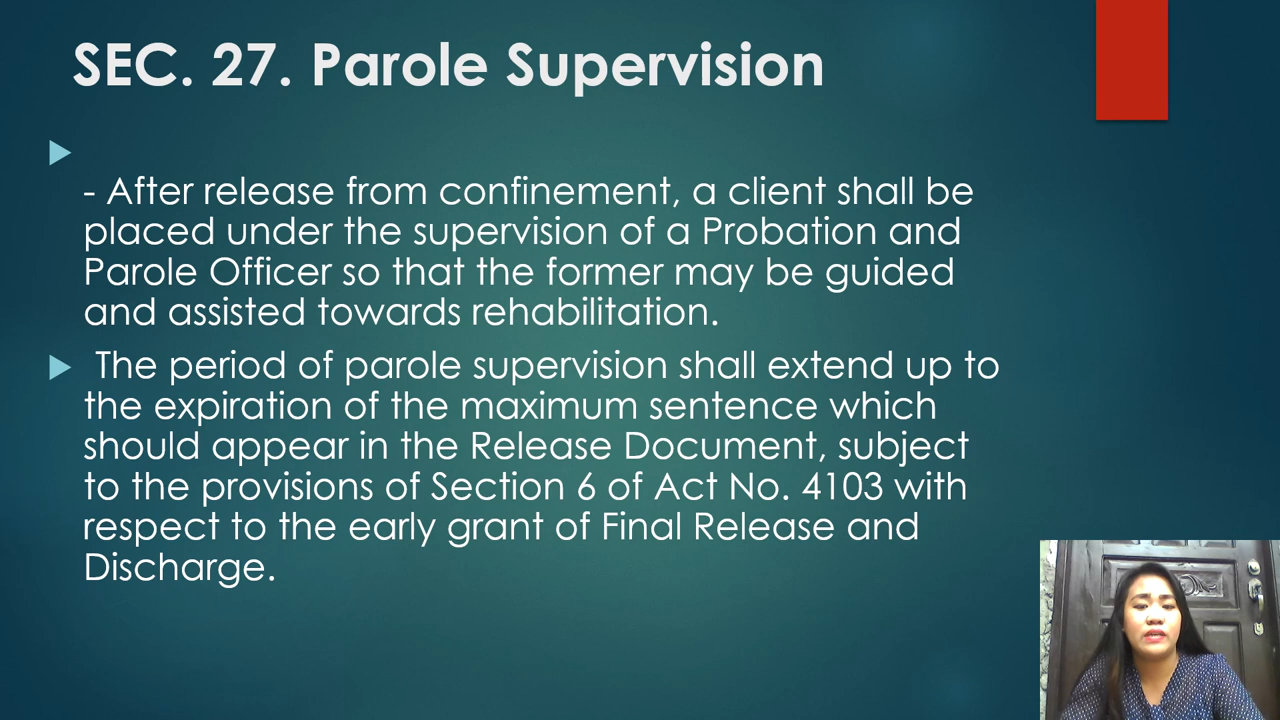 SEC. 27. Parole Supervision
- After release from confinement, a client shall be
placed under the supervision of a Probation and
Parole Officer so that the former may be guided
and assisted towards rehabilitation.
The period of parole supervision shall extend up to
the expiration of the maximum sentence which
should appear in the Release Document, subject
to the provisions of Section 6 of Act No. 4103 with
respect to the early grant of Final Release and
Discharge.